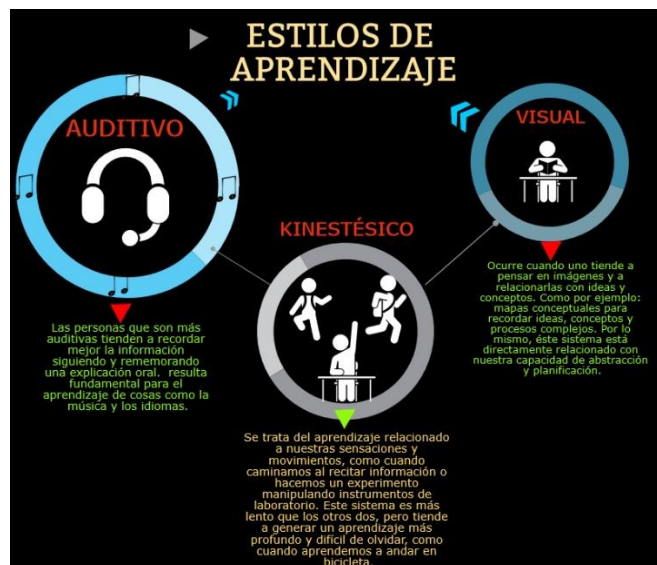 ESTILOS DE
APRENDIZAJE
AUDITIVO
Las personas que son más
auditivas tienden a recordar
mejor la información
siguiendo y rememorando
una explicación oral.  resulta
fundamental para el
aprendizaje de cosas como la
música y los idiomas.
KINESTÉSICO
Se trata del aprendizaje relacionado
a nuestras sensaciones y
movimientos, como cuando
caminamos al recitar información o
hacemos un experimento
manipulando instrumentos de
laboratorio. Este sistema es más
lento que los otros dos, pero tiende
a generar un aprendizaje más
profundo y difícil de olvidar, como
cuando aprendemos a andar en
bicicleta.
VISUAL
Ocurre cuando uno tiende a
pensar en imágenes y a
relacionarlas con ideas y
conceptos. Como por ejemplo:
mapas conceptuales para
recordar ideas, conceptos y
procesos complejos. Por lo
mismo, éste sistema está
directamente relacionado con
nuestra capacidad de abstracción
y planificación.